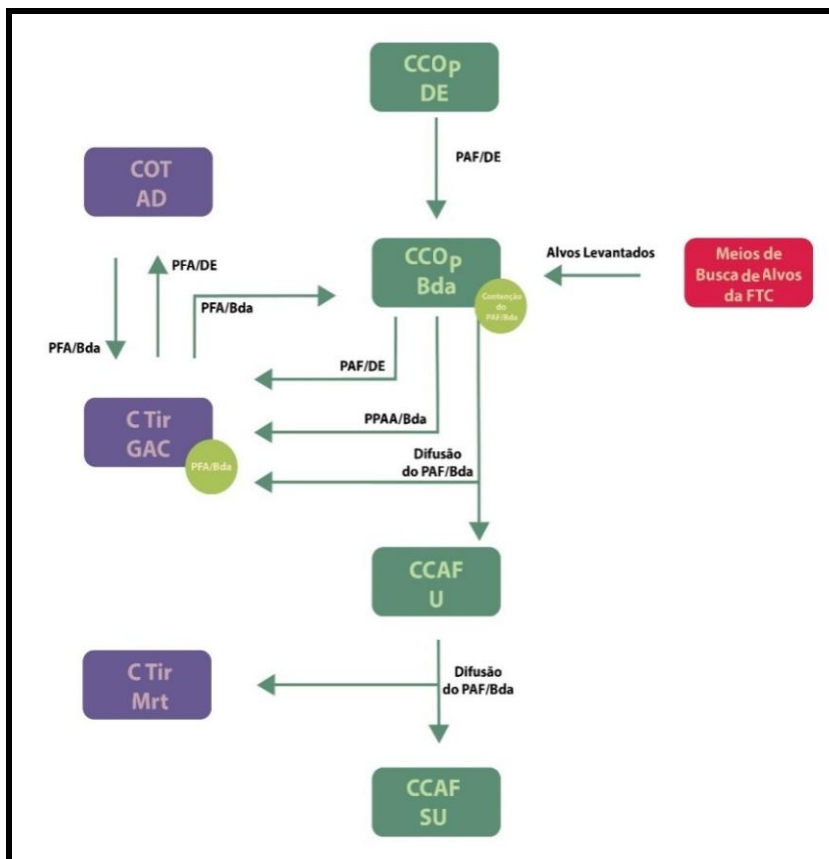 CCOp
DE
PAF/DE
COT
AD
CCOp
Bda
Contenção
do
PAF/Bda
Alvos Levantados
Meios de
Busca de Alvos
da FTC
PFA/DE
PFA/Bda
PFA/Bda
PAF/DE
PPAA/Bda
C Tir
GAC
PFA/Bda
Difusão
do PAF/Bda
CCAF
U
C Tir
Mrt
Difusão
do PAF/Bda
CCAF
SU